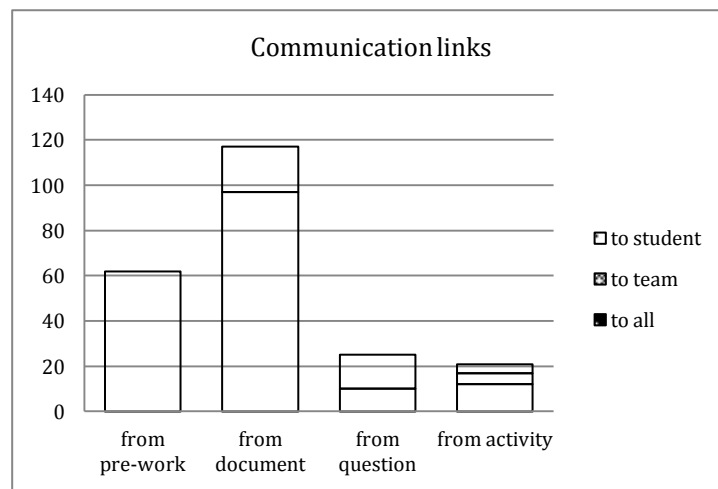 Communication links
140
120
100
80
60
40
20
0
from
pre-work
from
document
from
question
from activity
to student
to team
to all